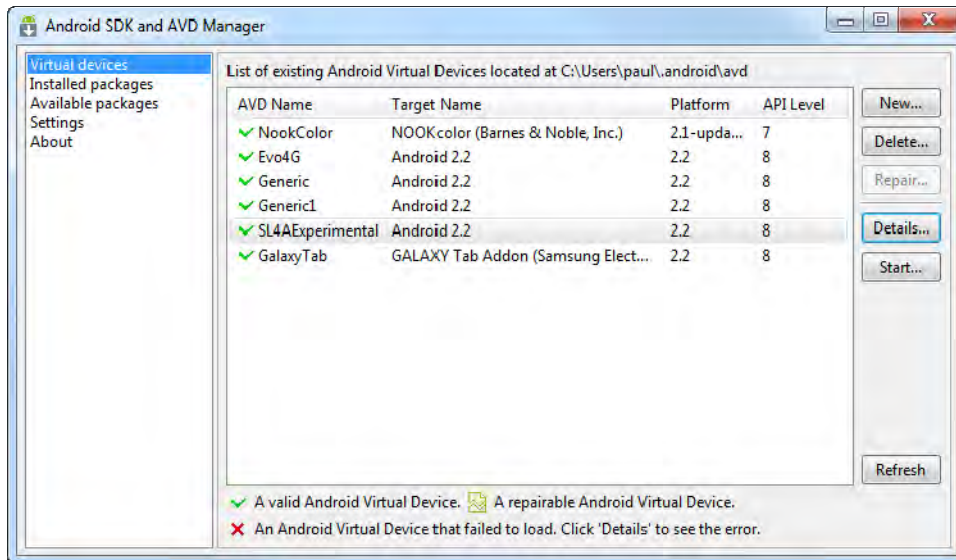 Android SDK and AVD Manager
Virtual devices
Installed packages
Available packages
Settings
About
List of existing Android Virtual Devices located at C:\Users\paul\.android\avd
AVD Name Target Name Platform API Level
NookColor NOOKcolor (Barnes & Noble, Inc.) 2.1-upda... 7
Evo4G Android 2.2 2.2 8
Generic Android 2.2 2.2 8
Generic1 Android 2.2 2.2 8
SL4AExperimental Android 2.2 2.2 8
GalaxyTab GALAXY Tab Addon (Samsung Elect... 2.2 8
New...
Delete...
Repair...
Details...
Start...
Refresh
A valid Android Virtual Device. A repairable Android Virtual Device.
An Android Virtual Device that failed to load. Click 'Details' to see the error.